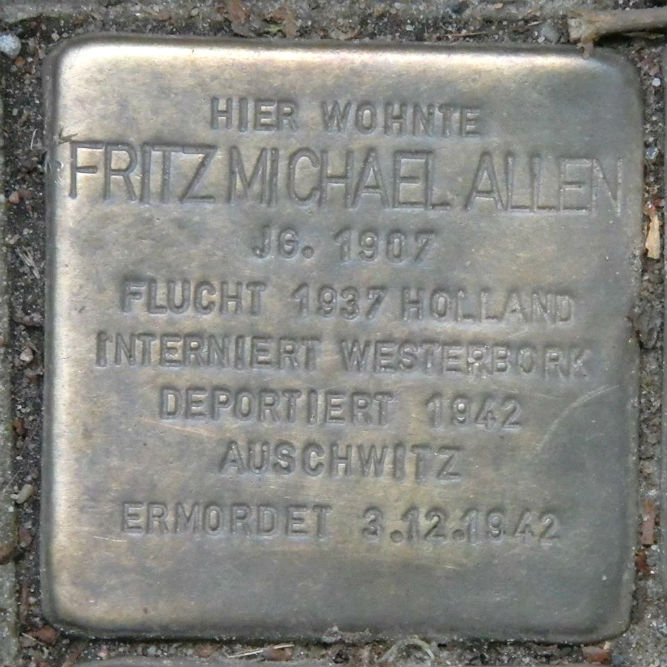 HIER WOHNTE
FRITZ MICHAEL ALLEN
JG. 1907
FLUCHT 1937 HOLLAND
INTERNIERT WESTERBORK
DEPORTIERT 1942
AUSCHWITZ
ERMORDET 3.12.1942